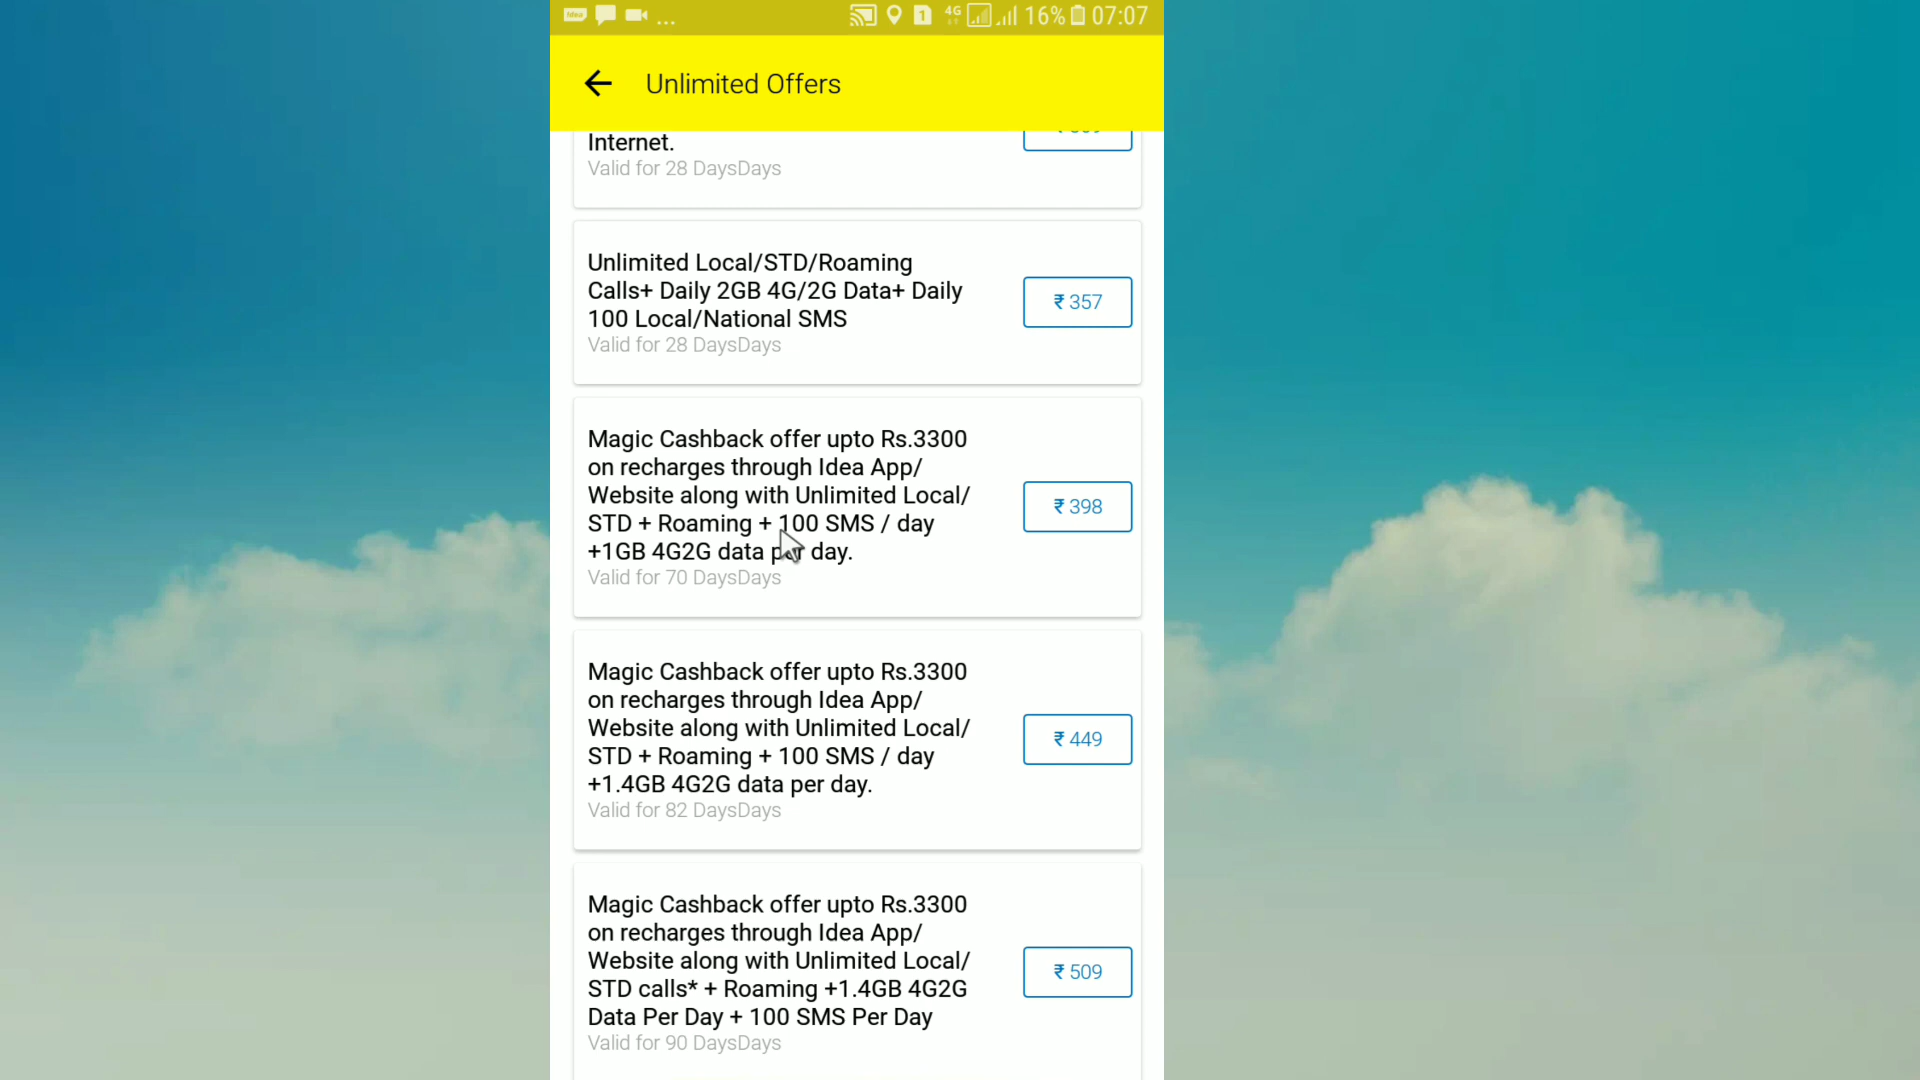 Idea ... 1 4G 16% 07:07
Unlimited Offers
Internet.
Valid for 28 DaysDays
Unlimited Local/STD/Roaming
Calls+ Daily 2GB 4G/2G Data+ Daily
100 Local/National SMS
Valid for 28 DaysDays
₹ 357
Magic Cashback offer upto Rs.3300
on recharges through Idea App/
Website along with Unlimited Local/
STD + Roaming + 100 SMS / day
+1GB 4G2G data per day.
Valid for 70 DaysDays
₹ 398
Magic Cashback offer upto Rs.3300
on recharges through Idea App/
Website along with Unlimited Local/
STD + Roaming + 100 SMS / day
+1.4GB 4G2G data per day.
Valid for 82 DaysDays
₹ 449
Magic Cashback offer upto Rs.3300
on recharges through Idea App/
Website along with Unlimited Local/
STD calls* + Roaming +1.4GB 4G2G
Data Per Day + 100 SMS Per Day
Valid for 90 DaysDays
₹ 509